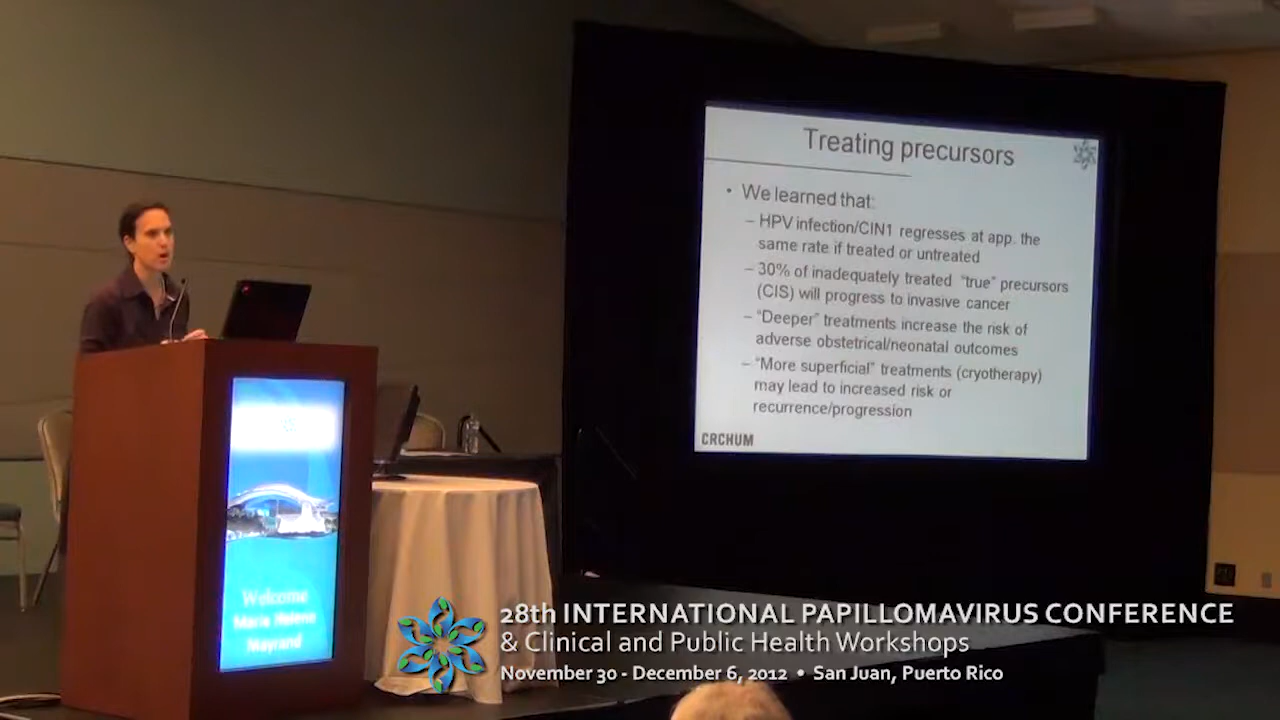 Treating precursors
• We learned that:
– HPV infection/CIN1 regresses at app. the
same rate if treated or untreated
– 30% of inadequately treated "true" precursors
(CIS) will progress to invasive cancer
– "Deeper" treatments increase the risk of
adverse obstetrical/neonatal outcomes
– "More superficial" treatments (cryotherapy)
may lead to increased risk or
recurrence/progression
CRCHUM
Welcome
Marie Helene
Mayrand
28th INTERNATIONAL PAPILLOMAVIRUS CONFERENCE
& Clinical and Public Health Workshops
November 30 - December 6, 2012 • San Juan, Puerto Rico